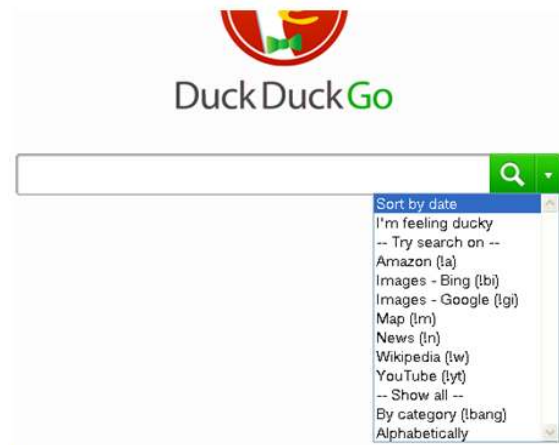 DuckDuckGo
Sort by date
I'm feeling ducky
-- Try search on --
Amazon (!a)
Images - Bing (!bi)
Images - Google (!gi)
Map (!m)
News (!n)
Wikipedia (!w)
YouTube (!yt)
-- Show all --
By category (!bang)
Alphabetically